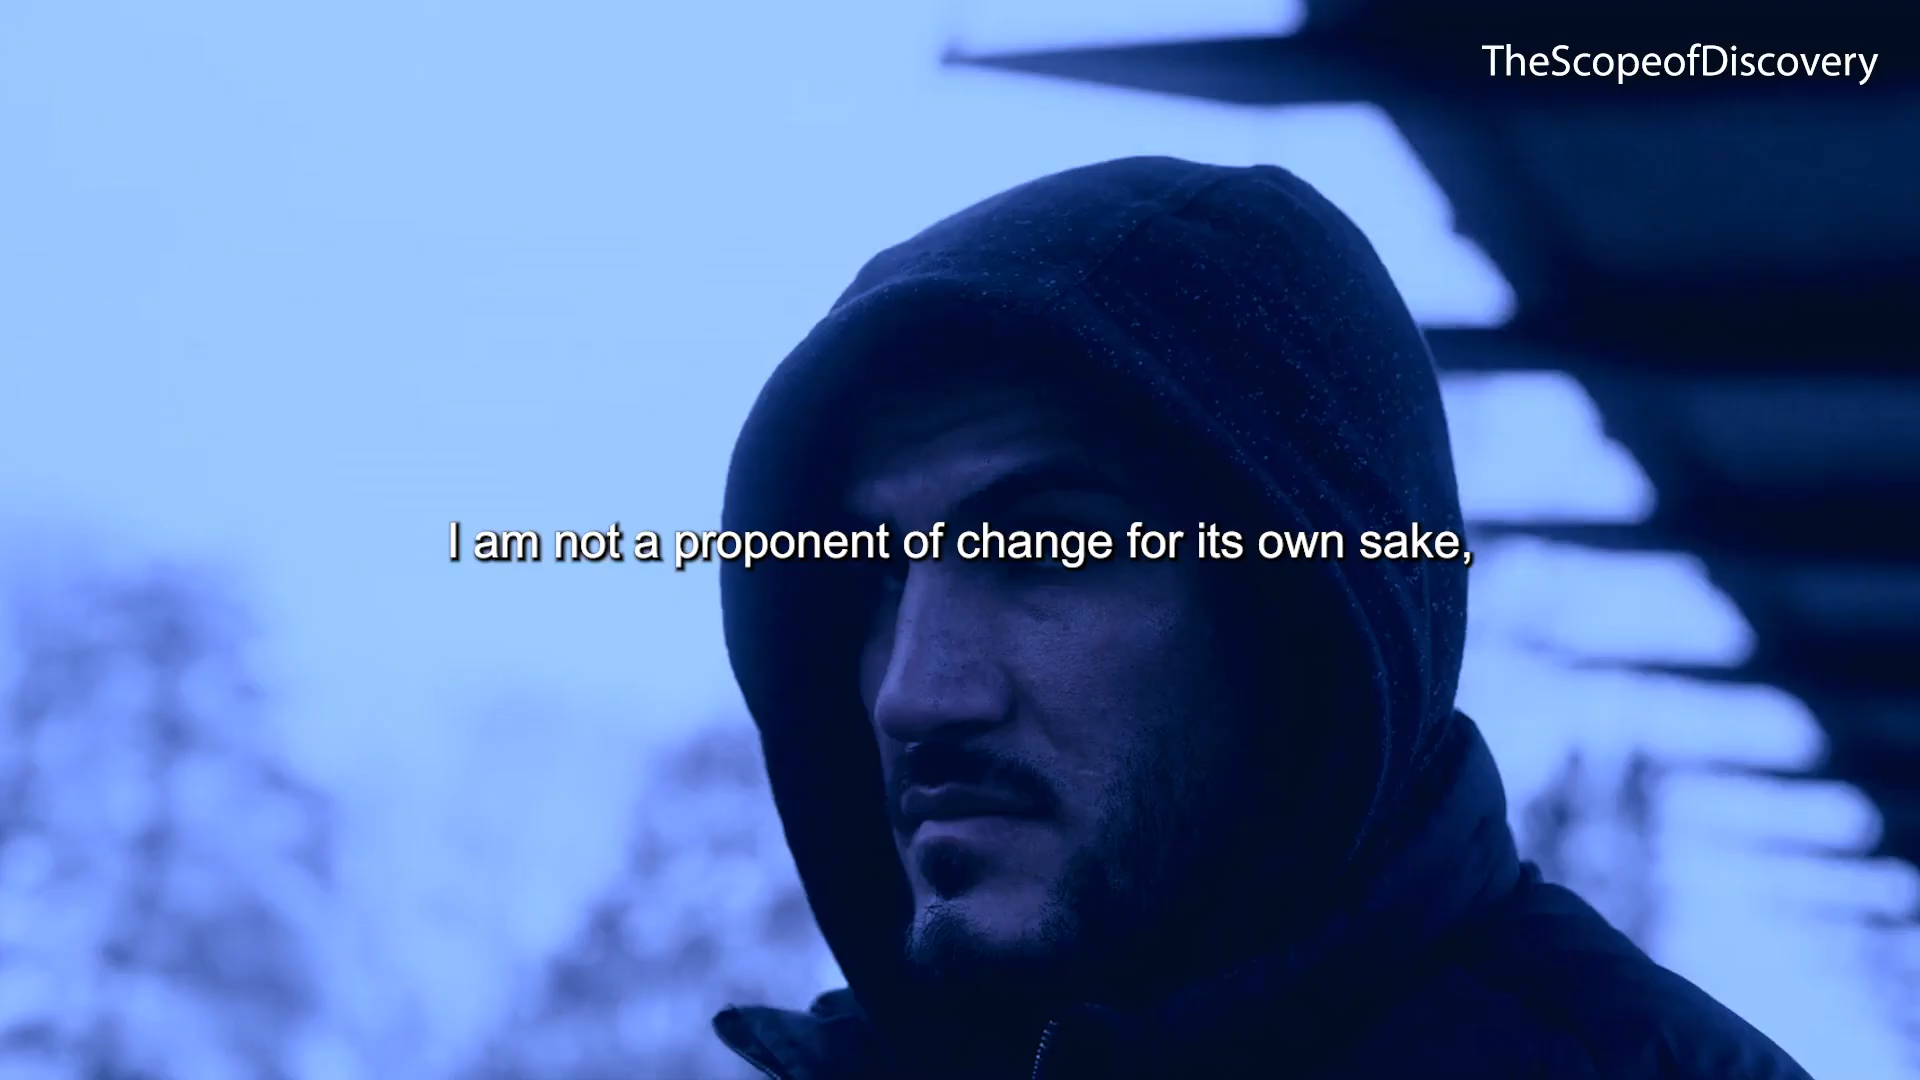 TheScopeofDiscovery
I am not a proponent of change for its own sake,